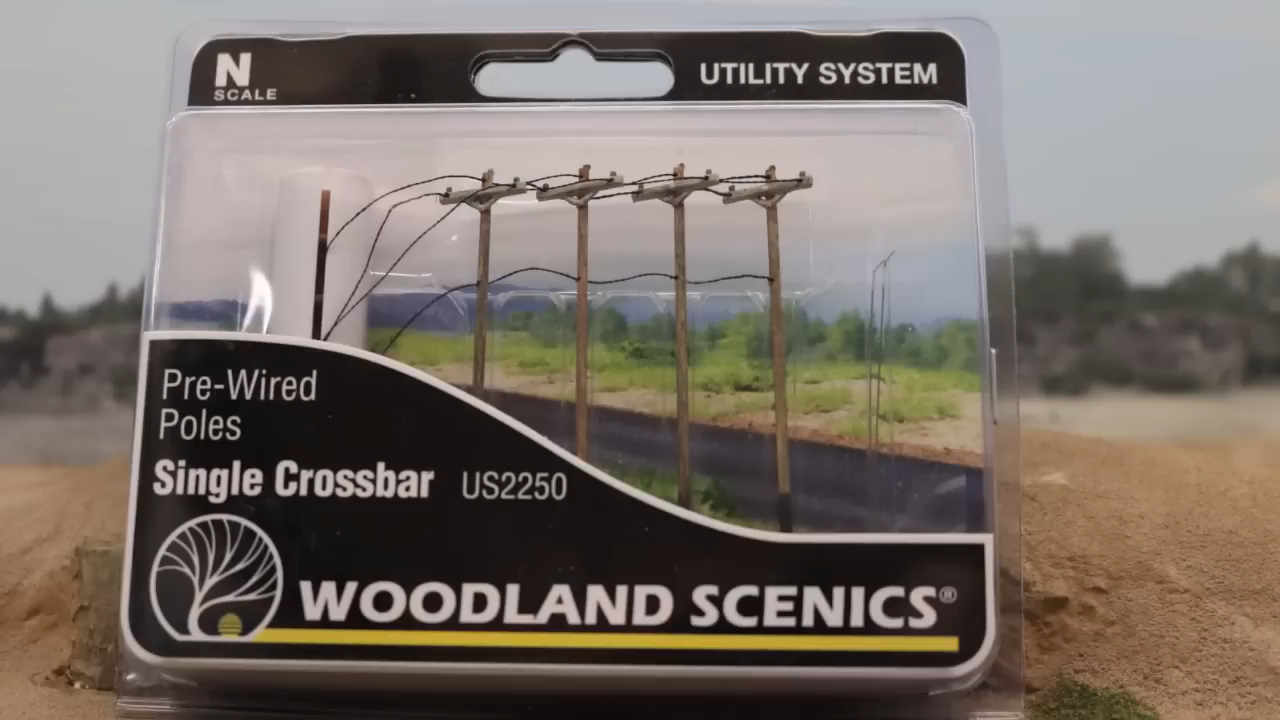 N
SCALE
UTILITY SYSTEM
Pre-Wired
Poles
Single Crossbar US2250
WOODLAND SCENICS®